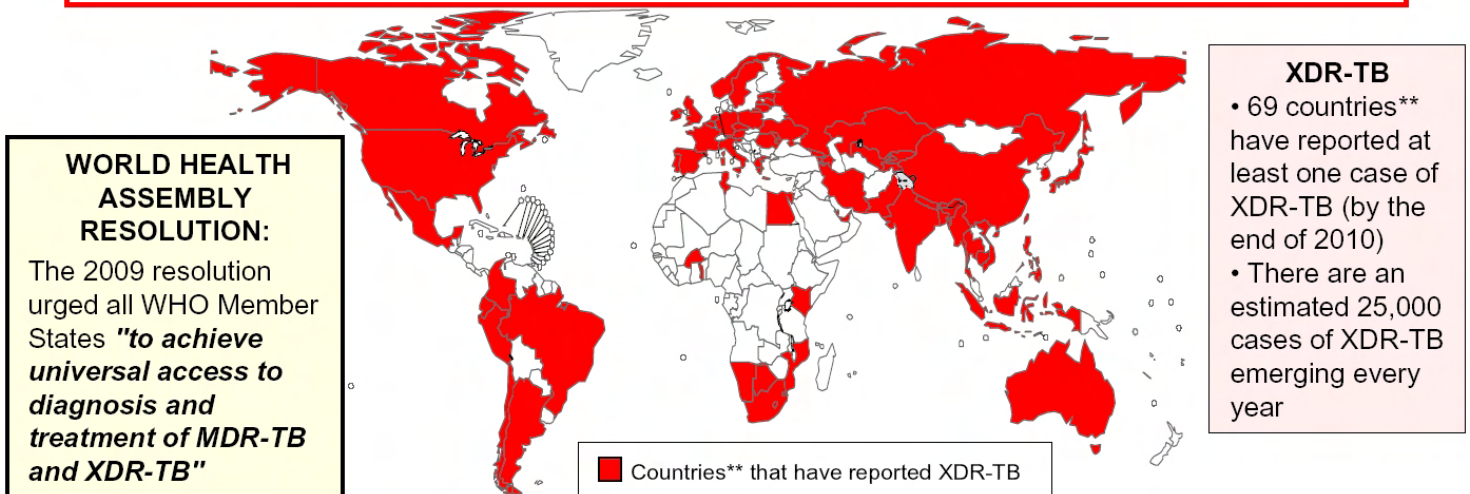 WORLD HEALTH
ASSEMBLY
RESOLUTION:
The 2009 resolution
urged all WHO Member
States "to achieve
universal access to
diagnosis and
treatment of MDR-TB
and XDR-TB"
XDR-TB
• 69 countries**
have reported at
least one case of
XDR-TB (by the
end of 2010)
• There are an
estimated 25,000
cases of XDR-TB
emerging every
year
Countries** that have reported XDR-TB